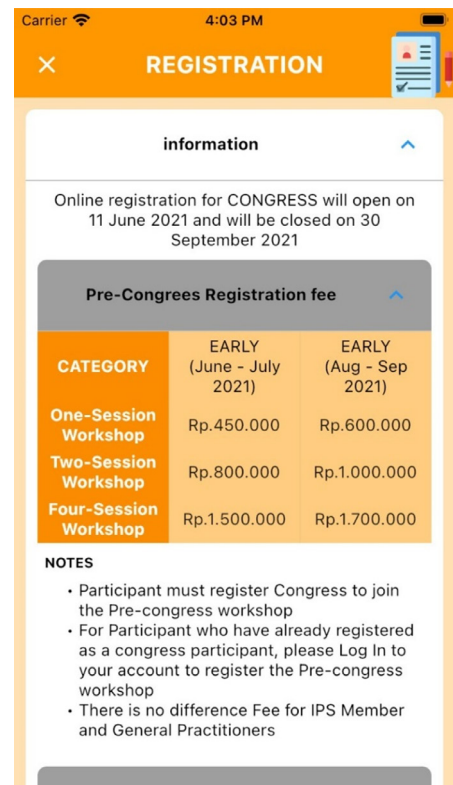 Carrier 4:03 PM
REGISTRATION
information
Online registration for CONGRESS will open on
11 June 2021 and will be closed on 30
September 2021
Pre-Congrees Registration fee
CATEGORY
EARLY
(June - July
2021)
EARLY
(Aug - Sep
2021)
One-Session
Workshop
Rp.450.000
Rp.600.000
Two-Session
Workshop
Rp.800.000
Rp.1.000.000
Four-Session
Workshop
Rp.1.500.000
Rp.1.700.000
NOTES
• Participant must register Congress to join
the Pre-congress workshop
• For Participant who have already registered
as a congress participant, please Log In to
your account to register the Pre-congress
workshop
• There is no difference Fee for IPS Member
and General Practitioners